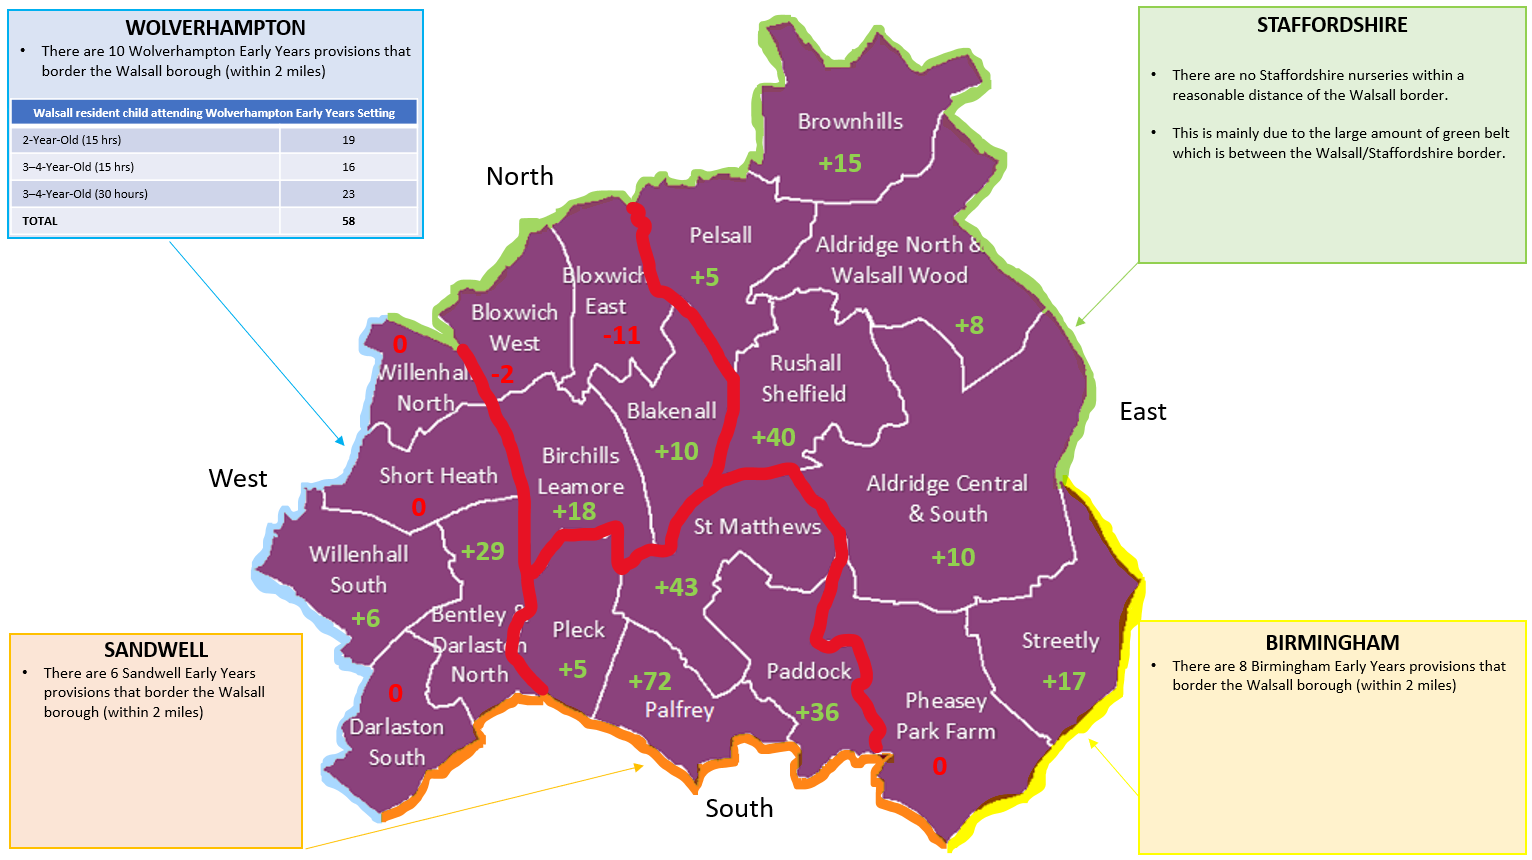 WOLVERHAMPTON
• There are 10 Wolverhampton Early Years provisions that
border the Walsall borough (within 2 miles)
Walsall resident child attending Wolverhampton Early Years Setting
2-Year-Old (15 hrs) 19
3–4-Year-Old (15 hrs) 16
3–4-Year-Old (30 hours) 23
TOTAL 58
STAFFORDSHIRE
• There are no Staffordshire nurseries within a
reasonable distance of the Walsall border.
• This is mainly due to the large amount of green belt
which is between the Walsall/Staffordshire border.
North
Brownhills
+15
Pelsall
+5
Aldridge North &
Walsall Wood
+8
Bloxwich
East
-11
Bloxwich
West
-2
0
Willenhall
North
Rushall
Shelfield
+40
Blakenall
+10
East
West
Short Heath
0
Birchills
Leamore
+18
Aldridge Central
& South
+10
St Matthews
+43
Willenhall
South
+6
+29
Bentley &
Darlaston
North
Pleck
+5
+72
Palfrey
Paddock
+36
Streetly
+17
Pheasey
Park Farm
0
0
Darlaston
South
South
SANDWELL
• There are 6 Sandwell Early Years
provisions that border the Walsall
borough (within 2 miles)
BIRMINGHAM
• There are 8 Birmingham Early Years provisions that
border the Walsall borough (within 2 miles)